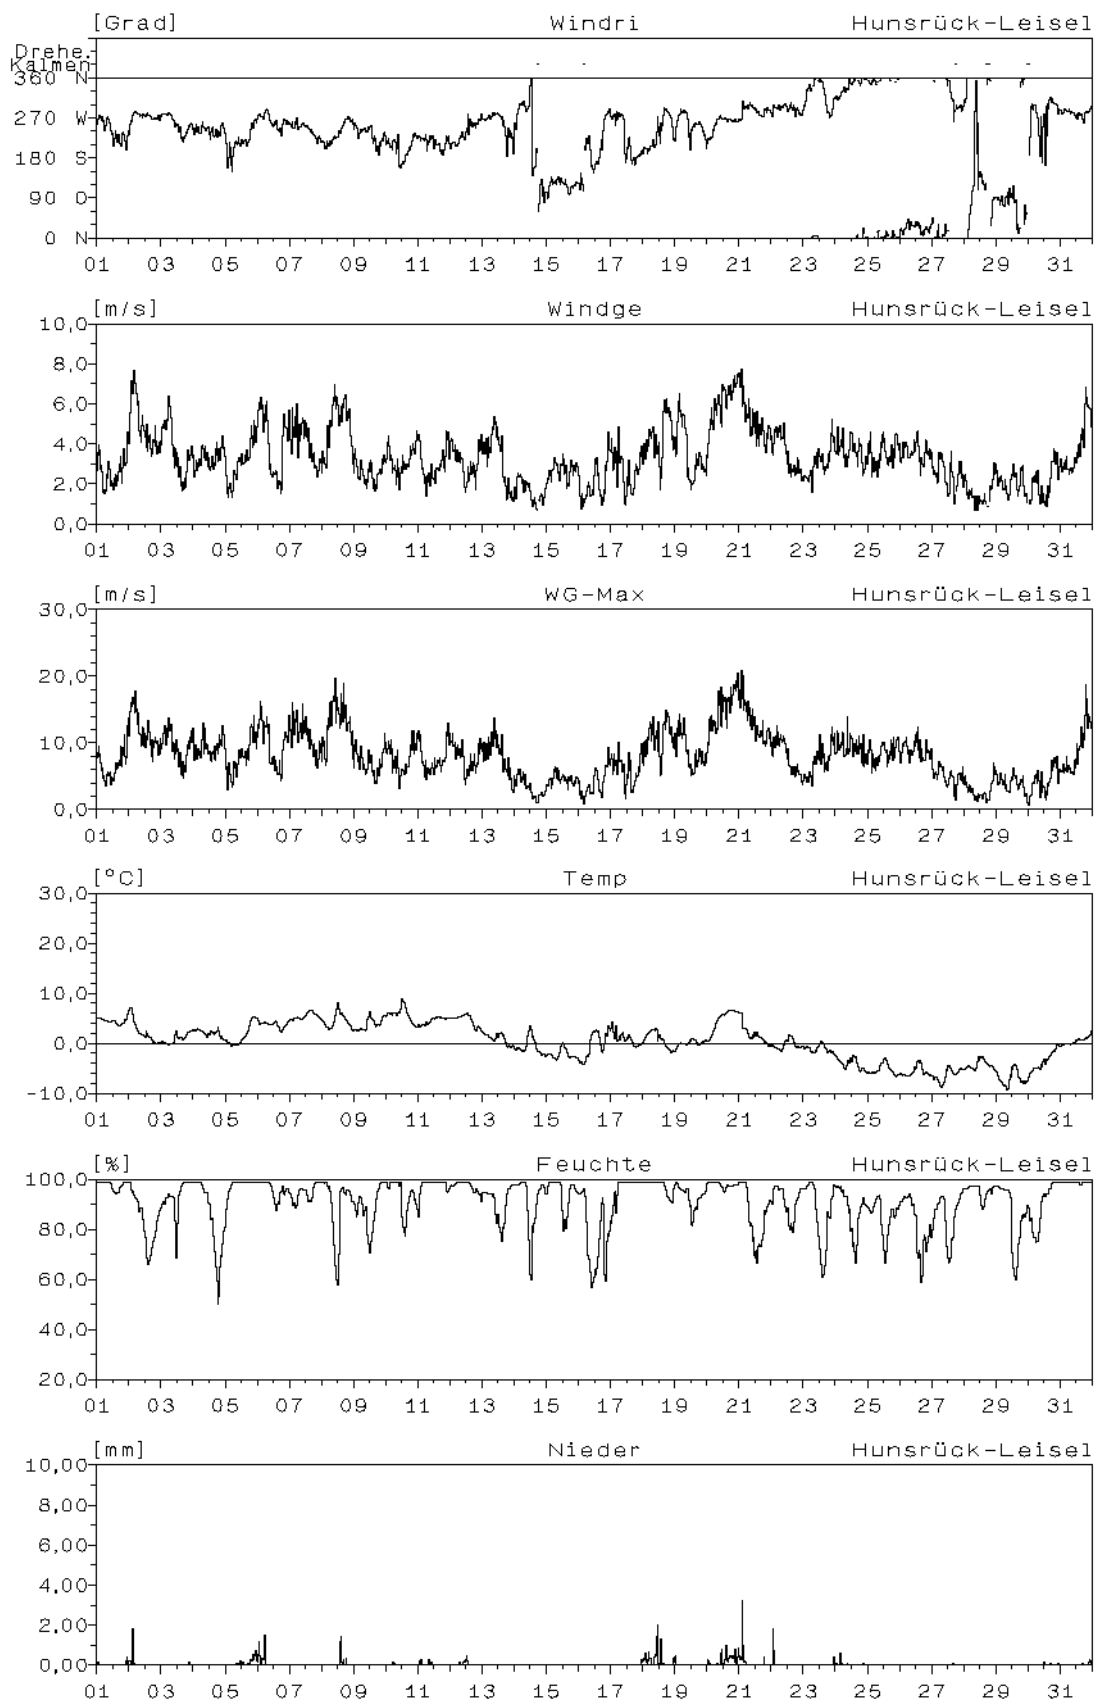 [Grad] Windri Hunsrück-Leisel
Drehe.
Kalmen
360 N
270 W
180 S
90 O
0 N
01 03 05 07 09 11 13 15 17 19 21 23 25 27 29 31
[m/s] Windge Hunsrück-Leisel
10,0
8,0
6,0
4,0
2,0
0,0
01 03 05 07 09 11 13 15 17 19 21 23 25 27 29 31
[m/s] WG-Max Hunsrück-Leisel
30,0
20,0
10,0
0,0
01 03 05 07 09 11 13 15 17 19 21 23 25 27 29 31
[°C] Temp Hunsrück-Leisel
30,0
20,0
10,0
0,0
-10,0
01 03 05 07 09 11 13 15 17 19 21 23 25 27 29 31
[%] Feuchte Hunsrück-Leisel
100,0
80,0
60,0
40,0
20,0
01 03 05 07 09 11 13 15 17 19 21 23 25 27 29 31
[mm] Nieder Hunsrück-Leisel
10,00
8,00
6,00
4,00
2,00
0,00
01 03 05 07 09 11 13 15 17 19 21 23 25 27 29 31